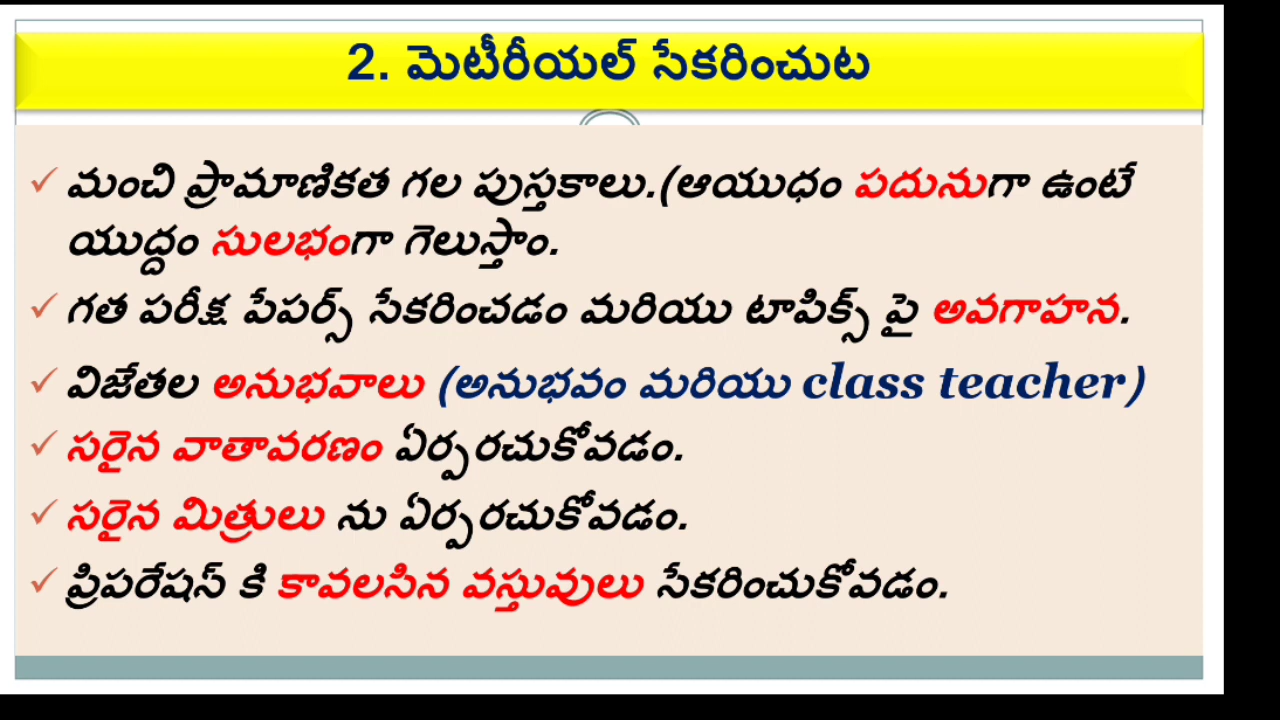 2. మెటీరీయల్ సేకరించుట
✓ మంచి ప్రామాణికత గల పుస్తకాలు.(ఆయుధం పదునుగా ఉంటే
యుద్దం సులభంగా గెలుస్తాం.
✓ గత పరీక్ష పేపర్స్ సేకరించడం మరియు టాపిక్స్ పై అవగాహన.
✓ విజేతల అనుభవాలు (అనుభవం మరియు class teacher)
✓ సరైన వాతావరణం ఏర్పరచుకోవడం.
✓ సరైన మిత్రులు ను ఏర్పరచుకోవడం.
✓ ప్రిపరేషన్ కి కావలసిన వస్తువులు సేకరించుకోవడం.